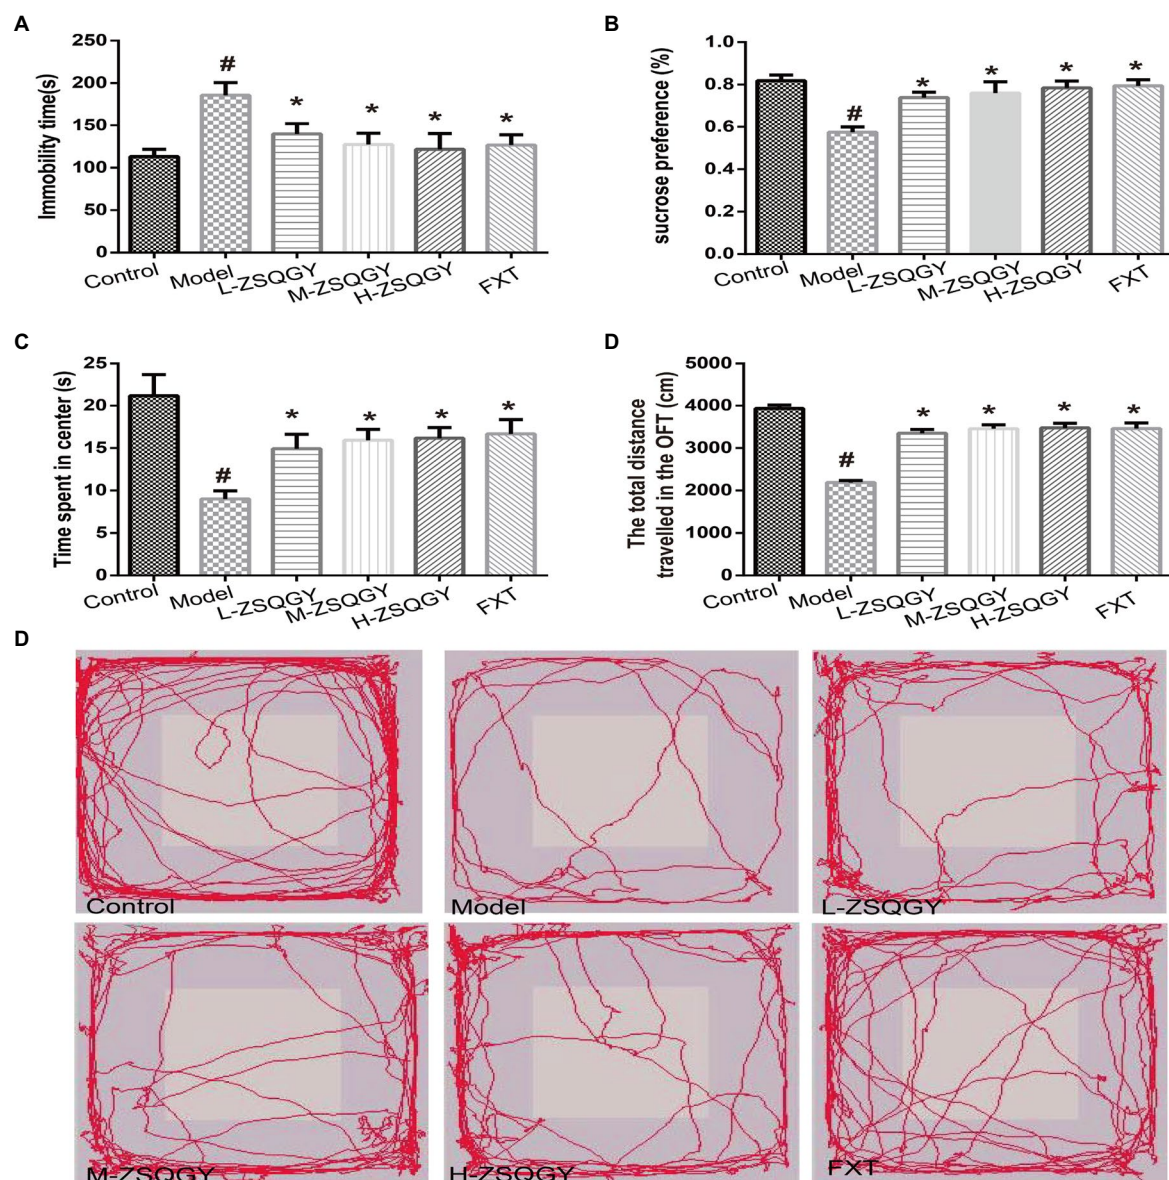 A
Immobility time(s)
250
200
150
100
50
0
#
*
*
*
*
Control
Model
L-ZSQGY
M-ZSQGY
H-ZSQGY
FXT
B
sucrose preference (%)
1.0
0.8
0.6
0.4
0.2
0.0
#
*
*
*
*
Control
Model
L-ZSQGY
M-ZSQGY
H-ZSQGY
FXT
C
Time spent in center (s)
25
20
15
10
5
0
#
*
*
*
*
Control
Model
L-ZSQGY
M-ZSQGY
H-ZSQGY
FXT
D
The total distance
travelled in the OFT (cm)
5000
4000
3000
2000
1000
0
#
*
*
*
*
Control
Model
L-ZSQGY
M-ZSQGY
H-ZSQGY
FXT
D
Control
Model
L-ZSQGY
M-ZSQGY
H-ZSQGY
FXT